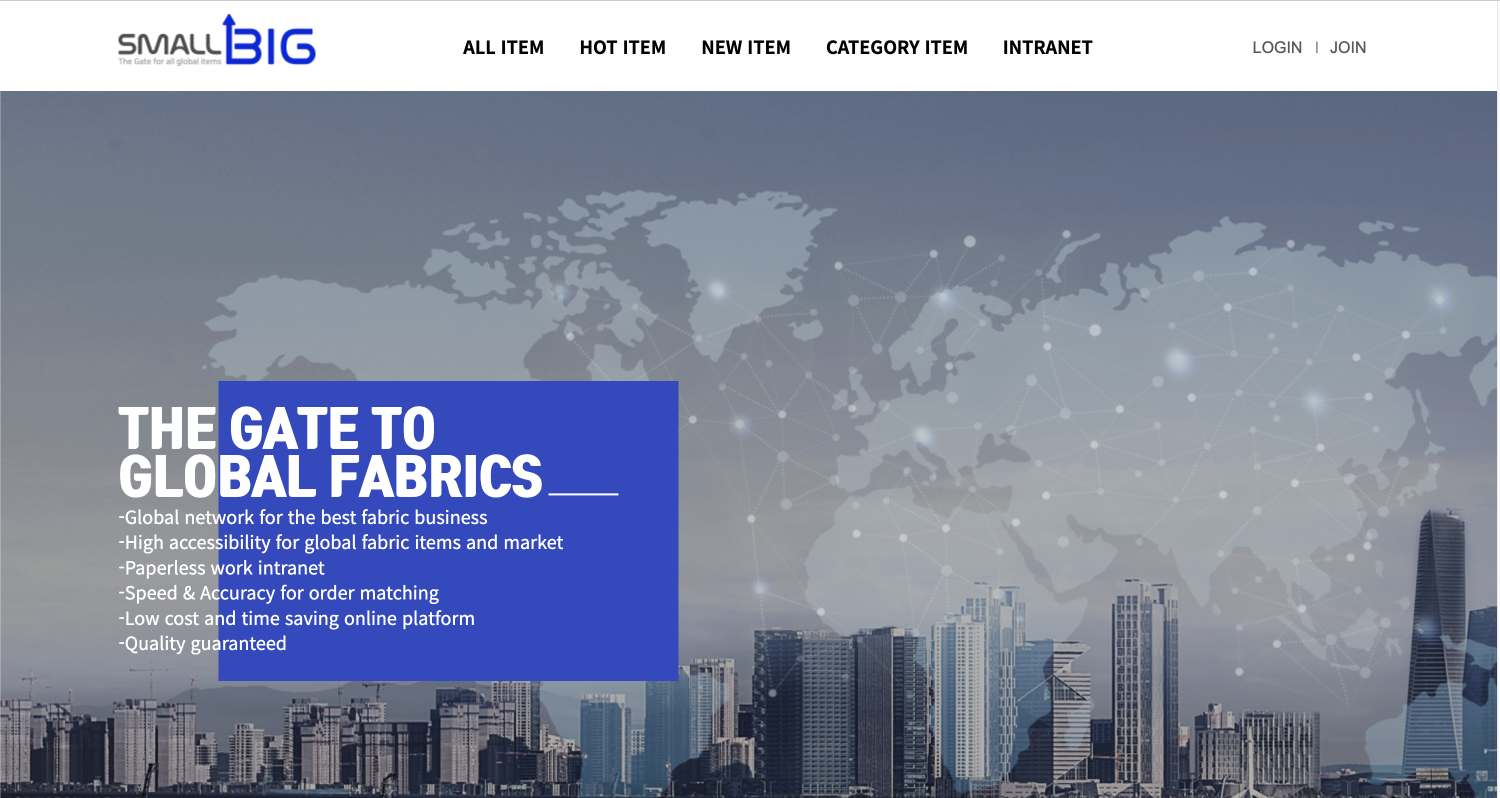 SMALL BIG
The Gate for all global items
ALL ITEM HOT ITEM NEW ITEM CATEGORY ITEM INTRANET
LOGIN | JOIN
THE GATE TO
GLOBAL FABRICS
-Global network for the best fabric business
-High accessibility for global fabric items and market
-Paperless work intranet
-Speed & Accuracy for order matching
-Low cost and time saving online platform
-Quality guaranteed